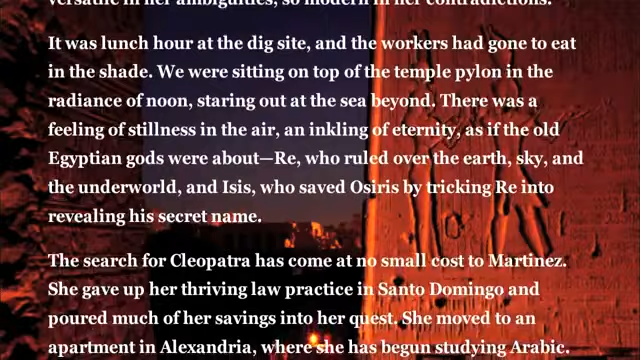 versatile in her ambiguities, so modern in her contradictions.
It was lunch hour at the dig site, and the workers had gone to eat
in the shade. We were sitting on top of the temple pylon in the
radiance of noon, staring out at the sea beyond. There was a
feeling of stillness in the air, an inkling of eternity, as if the old
Egyptian gods were about—Re, who ruled over the earth, sky, and
the underworld, and Isis, who saved Osiris by tricking Re into
revealing his secret name.
The search for Cleopatra has come at no small cost to Martinez.
She gave up her thriving law practice in Santo Domingo and
poured much of her savings into her quest. She moved to an
apartment in Alexandria, where she has begun studying Arabic.